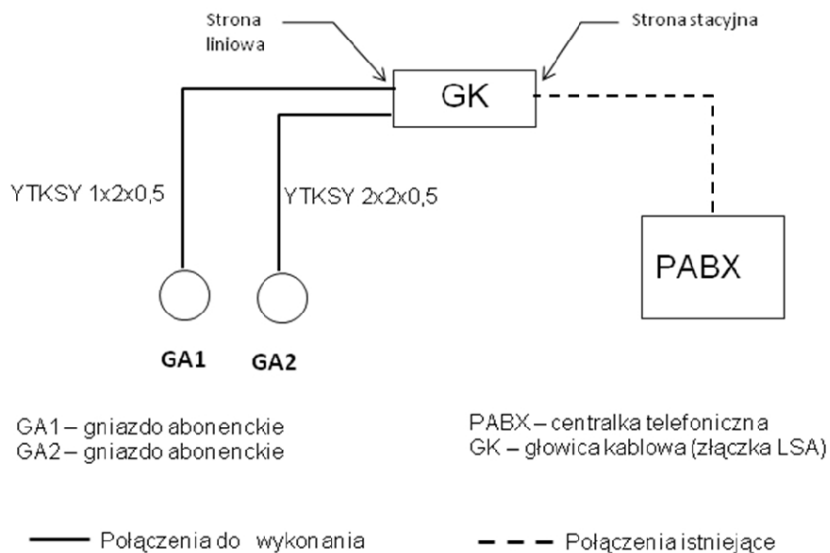 Strona
liniowa
Strona stacyjna
GK
YTKSY 1x2x0,5
YTKSY 2x2x0,5
PABX
GA1
GA2
GA1 – gniazdo abonenckie
GA2 – gniazdo abonenckie
PABX – centralka telefoniczna
GK – głowica kablowa (złączka LSA)
Połączenia do wykonania
Połączenia istniejące